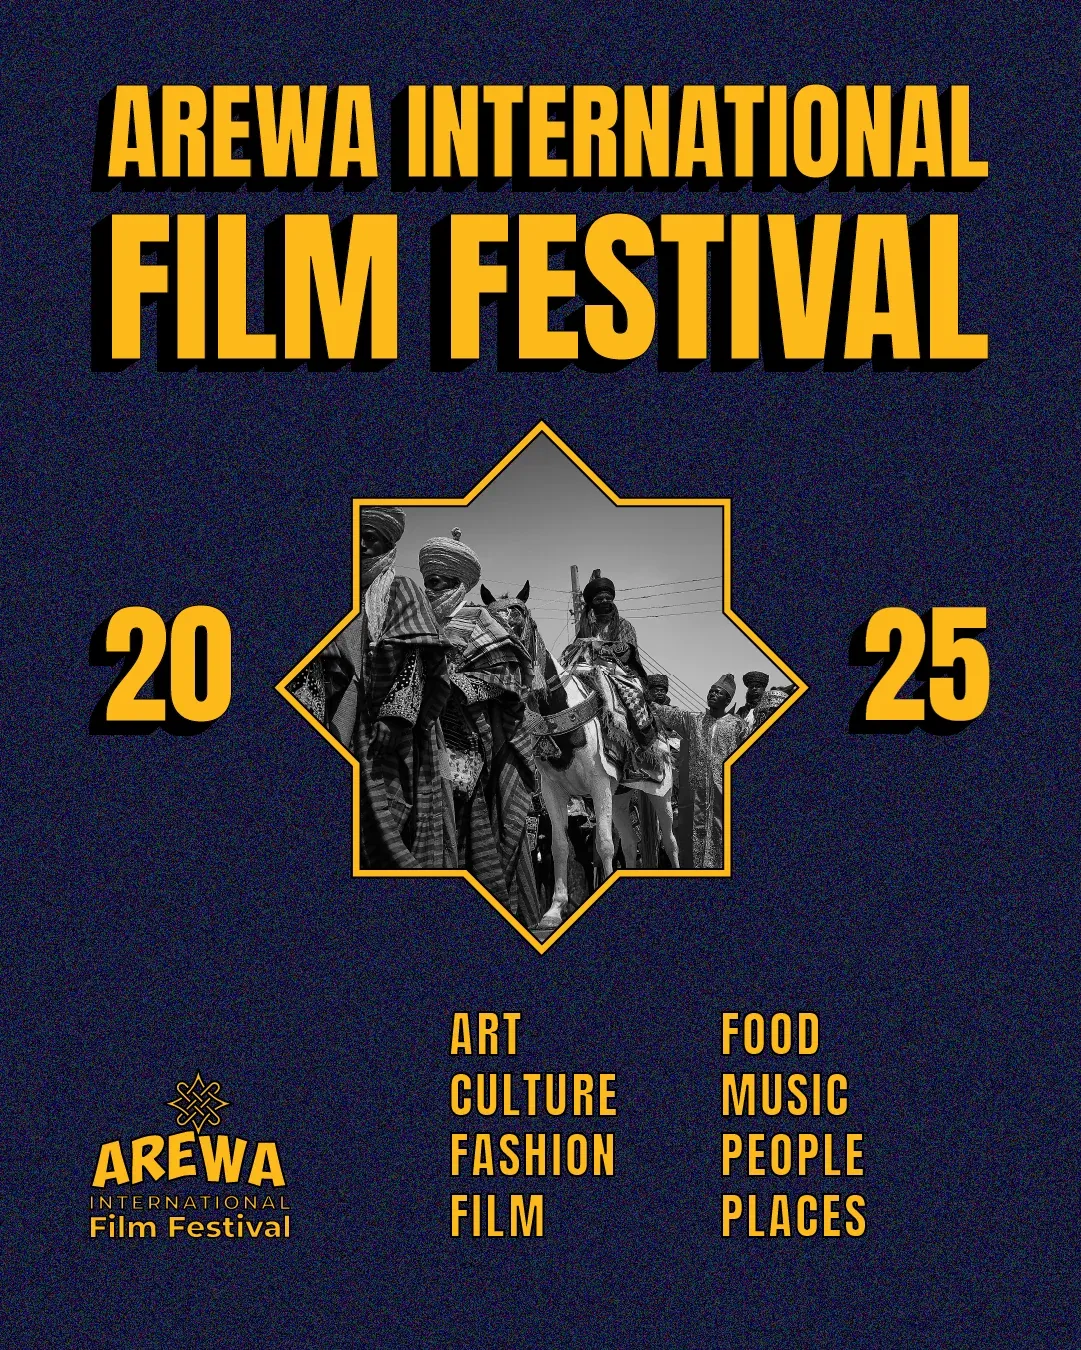 AREWA INTERNATIONAL
FILM FESTIVAL
20 25
ART
CULTURE
FASHION
FILM
FOOD
MUSIC
PEOPLE
PLACES
AREWA
INTERNATIONAL
Film Festival